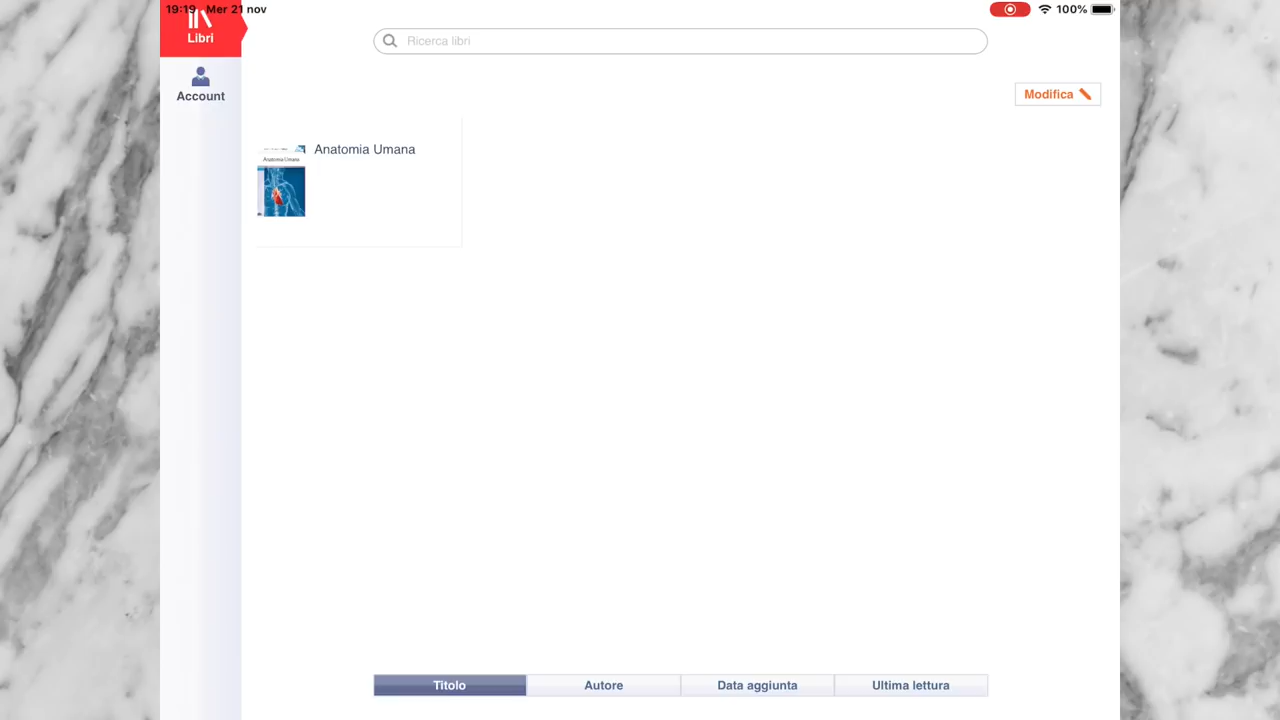 19:19 Mer 21 nov
100%
Libri
Ricerca libri
Account
Modifica
Anatomia Umana
Anatomia Umana
Titolo
Autore
Data aggiunta
Ultima lettura